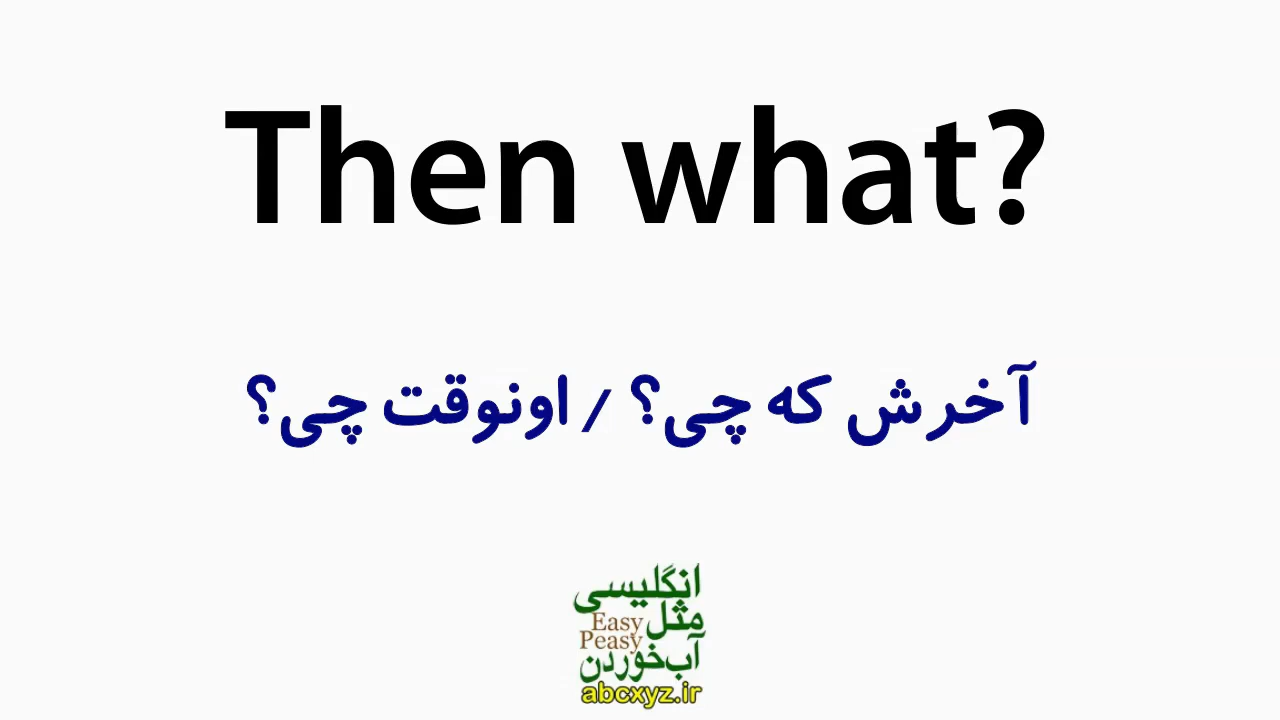 Then what?
آخرش که چی؟ / اونوقت چی؟
انگلیسی
مثل Easy
Peasy
آب‌خوردن
abcxyz.ir